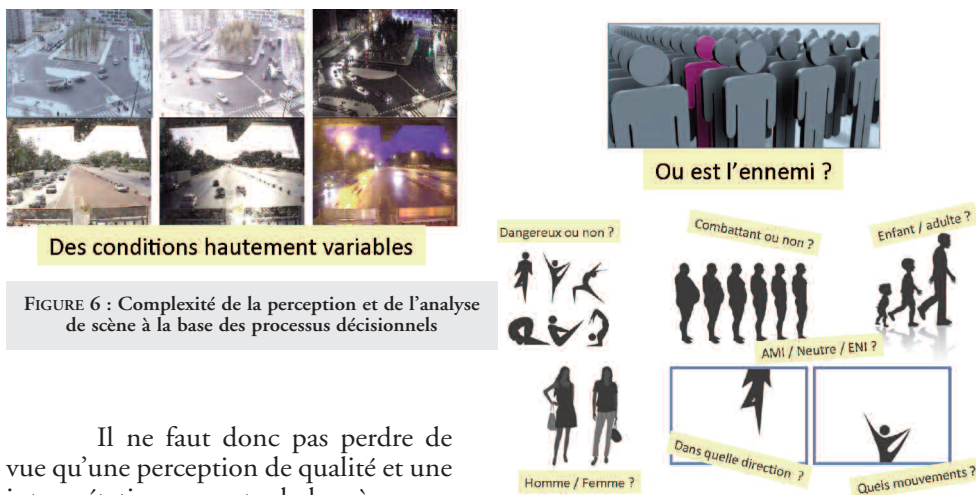 Des conditions hautement variables
FIGURE 6 : Complexité de la perception et de l'analyse
de scène à la base des processus décisionnels
Il ne faut donc pas perdre de
vue qu'une perception de qualité et une
Ou est l'ennemi ?
Dangereux ou non ?
Combattant ou non ?
Enfant / adulte ?
AMI / Neutre / ENI ?
Homme / Femme ?
Dans quelle direction ?
Quels mouvements ?